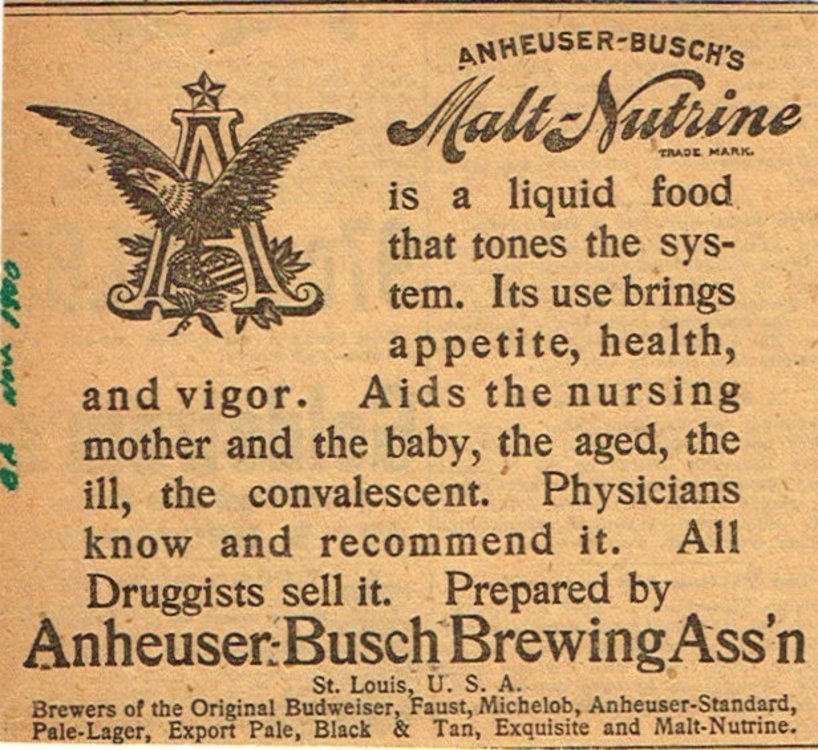 ANHEUSER-BUSCH'S
Malt-Nutrine
TRADE MARK.
is a liquid food
that tones the sys-
tem. Its use brings
appetite, health,
and vigor. Aids the nursing
mother and the baby, the aged, the
ill, the convalescent. Physicians
know and recommend it. All
Druggists sell it. Prepared by
Anheuser-Busch Brewing Ass'n
St. Louis, U. S. A.
Brewers of the Original Budweiser, Faust, Michelob, Anheuser-Standard,
Pale-Lager, Export Pale, Black & Tan, Exquisite and Malt-Nutrine.
A